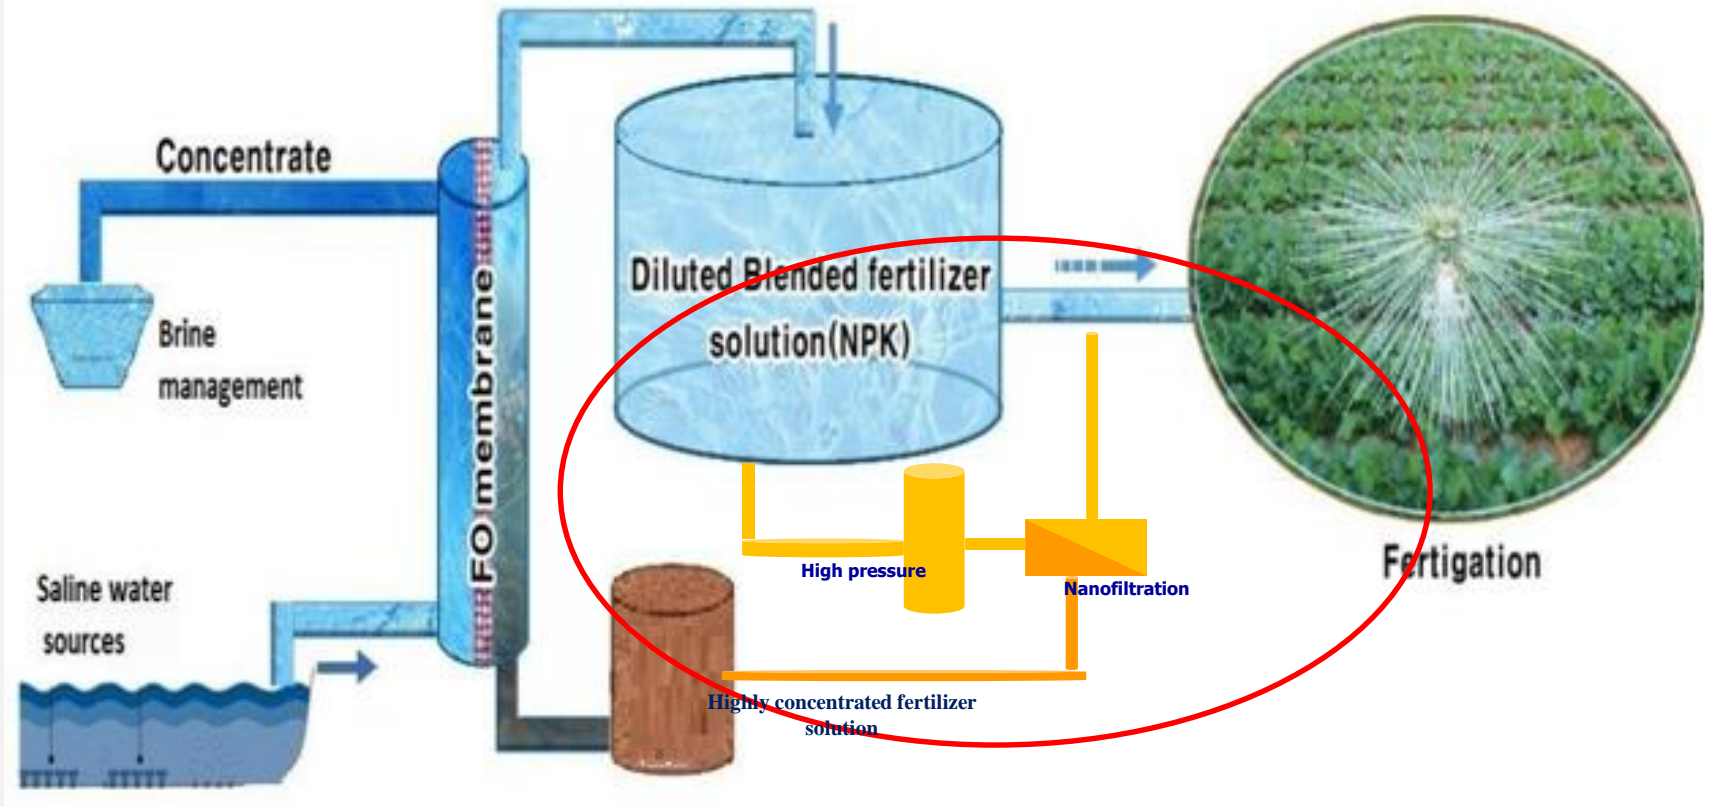 Concentrate
Brine
management
FO membrane
Saline water
sources
Diluted Blended fertilizer
solution(NPK)
High pressure
Nanofiltration
Highly concentrated fertilizer
solution
Fertigation